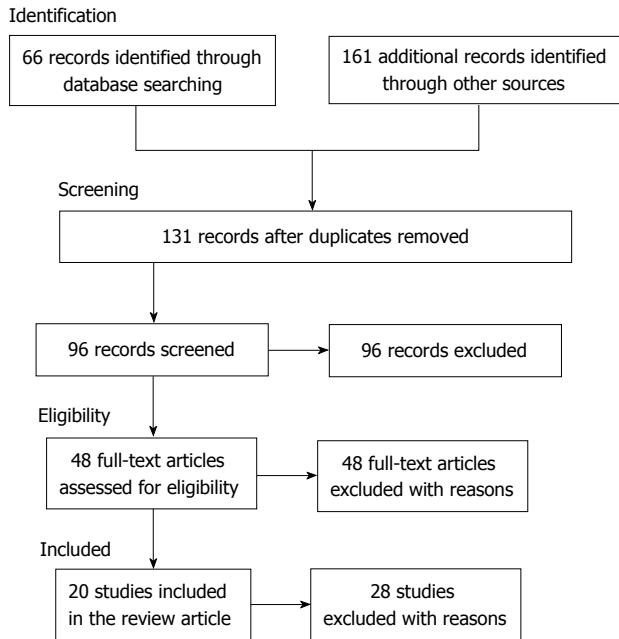 Identification
66 records identified through
database searching
161 additional records identified
through other sources
Screening
131 records after duplicates removed
96 records screened
96 records excluded
Eligibility
48 full-text articles
assessed for eligibility
48 full-text articles
excluded with reasons
Included
20 studies included
in the review article
28 studies
excluded with reasons